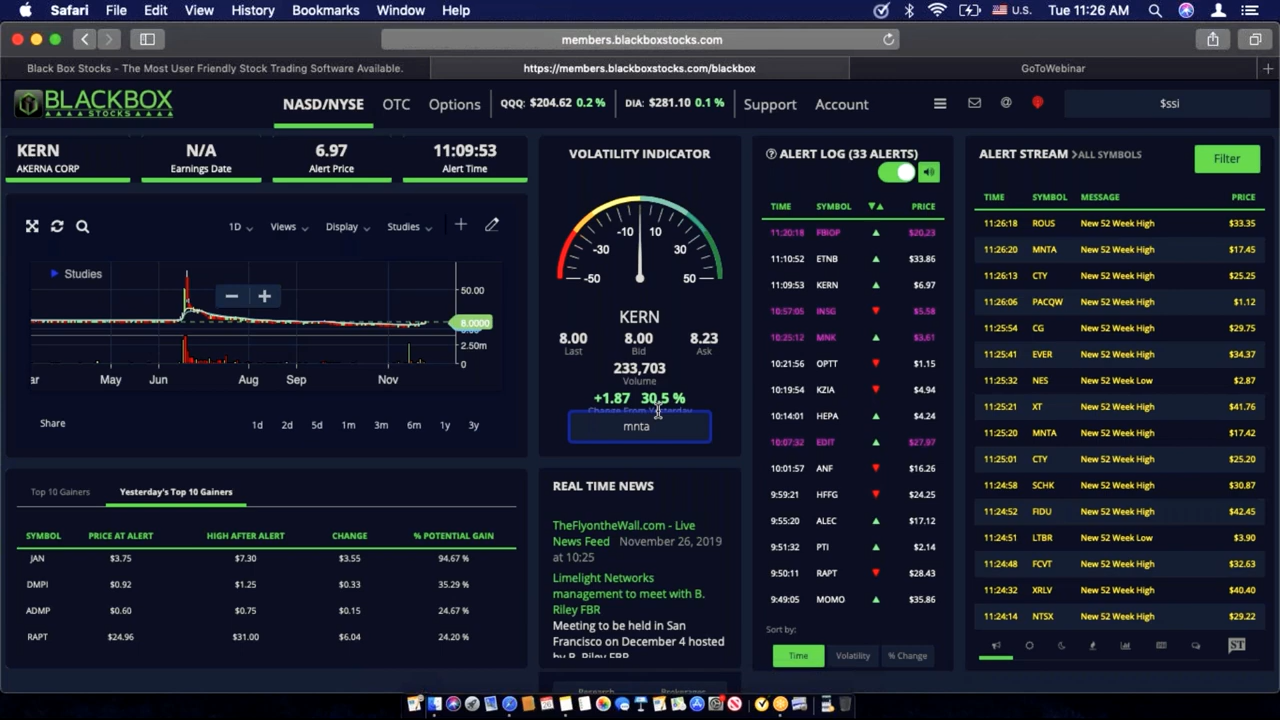 Safari File Edit View History Bookmarks Window Help U.S. Tue 11:26 AM
members.blackboxstocks.com
Black Box Stocks - The Most User Friendly Stock Trading Software Available.
https://members.blackboxstocks.com/blackbox
GoToWebinar
BLACKBOX
STOCKS
NASD/NYSE OTC Options QQQ: $204.62 0.2 % DIA: $281.10 0.1 % Support Account $ssi
KERN
AKERNA CORP
N/A
Earnings Date
6.97
Alert Price
11:09:53
Alert Time
1D Views Display Studies
Studies
50.00
8.0000
2.50m
0
May Jun Aug Sep Nov
Share 1d 2d 5d 1m 3m 6m 1y 3y
Top 10 Gainers Yesterday's Top 10 Gainers
SYMBOL PRICE AT ALERT HIGH AFTER ALERT CHANGE % POTENTIAL GAIN
JAN $3.75 $7.30 $3.55 94.67 %
DMPI $0.92 $1.25 $0.33 35.29 %
ADMP $0.60 $0.75 $0.15 24.67 %
RAPT $24.96 $31.00 $6.04 24.20 %
VOLATILITY INDICATOR
-10 10
-30 30
-50 50
KERN
8.00 8.00 8.23
Last Bid Ask
233,703
Volume
+1.87 30.5 %
Change From Yesterday
mnta
REAL TIME NEWS
TheFlyontheWall.com - Live
News Feed November 26, 2019
at 10:25
Limelight Networks
management to meet with B.
Riley FBR
Meeting to be held in San
Francisco on December 4 hosted
by B. Riley FBR
Research Brokerages
ALERT LOG (33 ALERTS)
TIME SYMBOL PRICE
11:20:18 FBIOP $20.23
11:10:52 ETNB $33.86
11:09:53 KERN $6.97
10:57:05 INSG $5.58
10:25:12 MNK $3.61
10:21:56 OPTT $1.15
10:19:54 KZIA $4.94
10:14:01 HEPA $4.24
10:07:32 EDIT $27.97
10:01:57 ANF $16.26
9:59:21 HFFG $24.25
9:55:20 ALEC $17.12
9:51:32 PTI $2.14
9:50:11 RAPT $28.43
9:49:05 MOMO $35.86
Sort by:
Time Volatility % Change
ALERT STREAM >ALL SYMBOLS Filter
TIME SYMBOL MESSAGE PRICE
11:26:18 ROUS New 52 Week High $33.35
11:26:20 MNTA New 52 Week High $17.45
11:26:13 CTY New 52 Week High $25.25
11:26:06 PACQW New 52 Week High $1.12
11:25:54 CG New 52 Week High $29.75
11:25:41 EVER New 52 Week High $34.37
11:25:32 NES New 52 Week Low $2.87
11:25:21 XT New 52 Week High $41.76
11:25:20 MNTA New 52 Week High $17.42
11:25:01 CTY New 52 Week High $25.20
11:24:58 SCHK New 52 Week High $30.87
11:24:52 FIDU New 52 Week High $42.45
11:24:51 LTBR New 52 Week Low $3.90
11:24:48 FCVT New 52 Week High $32.63
11:24:32 XRLV New 52 Week High $40.40
11:24:14 NTSX New 52 Week High $29.22
ST